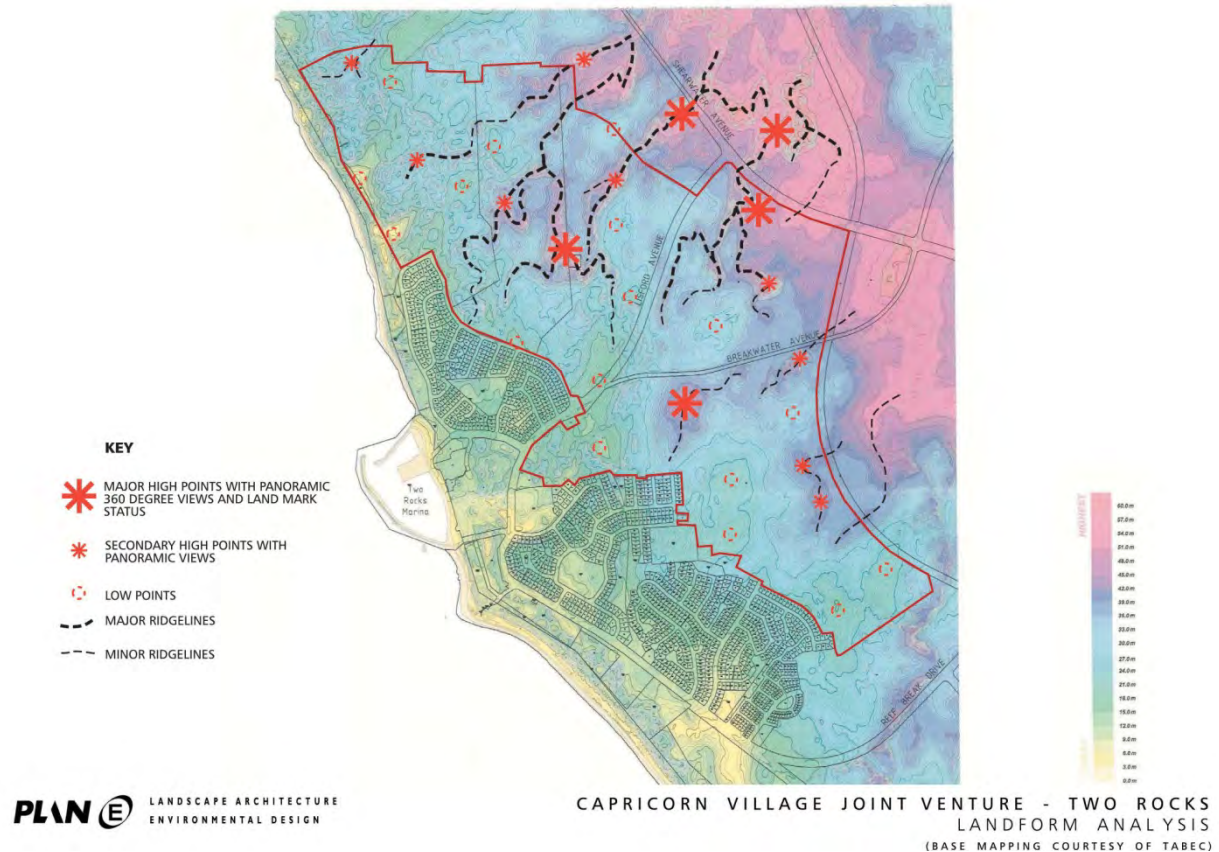 SHEARWATER AVENUE
LISFORD AVENUE
BREAKWATER AVENUE
Two
Rocks
Marina
REEF BREAK DRIVE
KEY
MAJOR HIGH POINTS WITH PANORAMIC
360 DEGREE VIEWS AND LAND MARK
STATUS
SECONDARY HIGH POINTS WITH
PANORAMIC VIEWS
LOW POINTS
MAJOR RIDGELINES
MINOR RIDGELINES
HIGHEST
60.0m
57.0m
54.0m
51.0m
48.0m
42.0m
39.0m
36.0m
33.0m
30.0m
27.0m
24.0m
21.0m
18.0m
15.0m
12.0m
9.0m
6.0m
3.0m
0.0m
PLAN E
LANDSCAPE ARCHITECTURE
ENVIRONMENTAL DESIGN
CAPRICORN VILLAGE JOINT VENTURE - TWO ROCKS
LANDFORM ANALYSIS
(BASE MAPPING COURTESY OF TABEC)